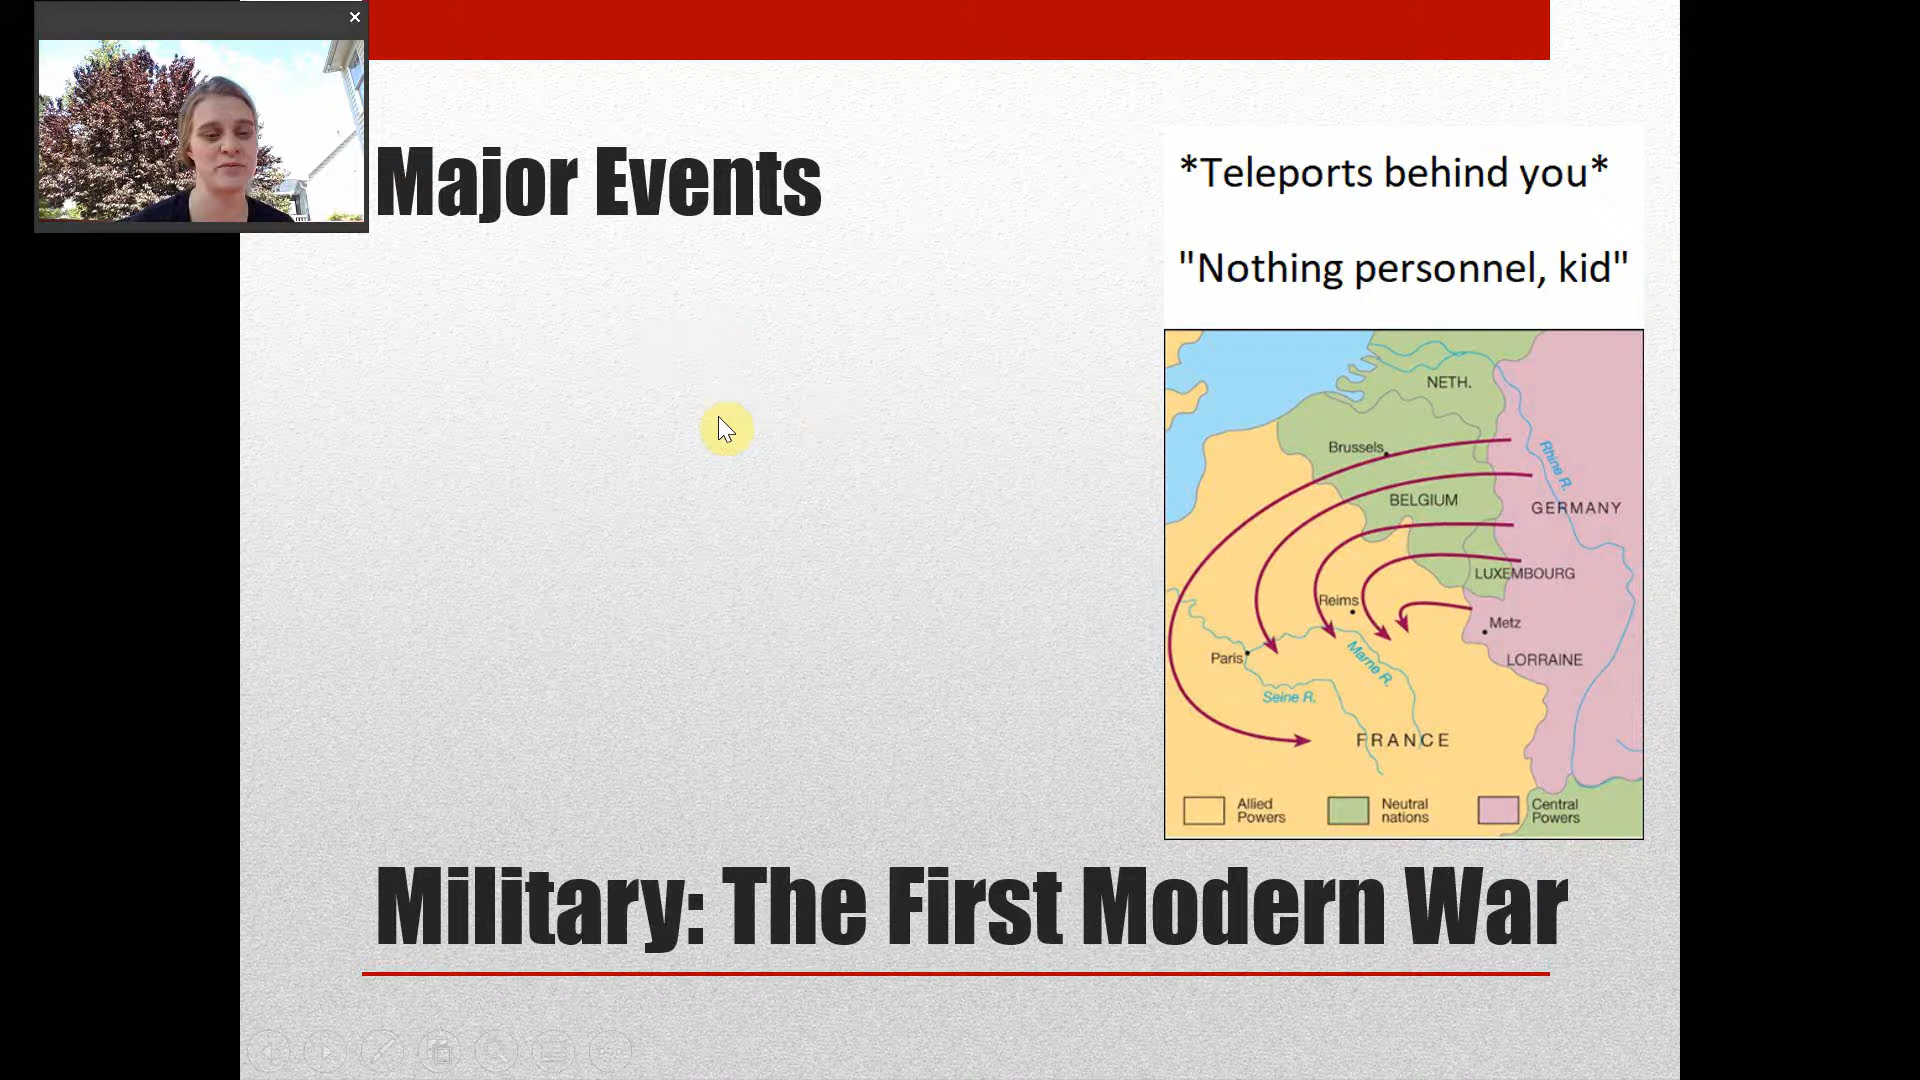 Major Events
*Teleports behind you*
"Nothing personnel, kid"
NETH.
Brussels
Rhine R.
BELGIUM
GERMANY
LUXEMBOURG
Reims
Metz
Paris
Marne R.
LORRAINE
Seine R.
FRANCE
Allied
Powers
Neutral
nations
Central
Powers
Military: The First Modern War